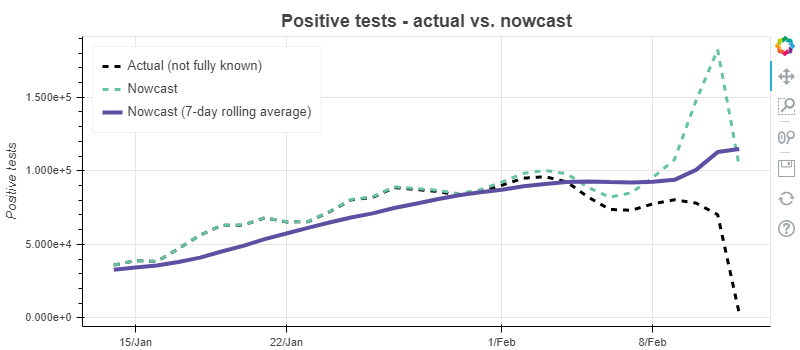 Positive tests - actual vs. nowcast
Actual (not fully known)
Nowcast
Nowcast (7-day rolling average)
Positive tests
1.500e+5
1.000e+5
5.000e+4
0.000e+0
15/Jan
22/Jan
1/Feb
8/Feb